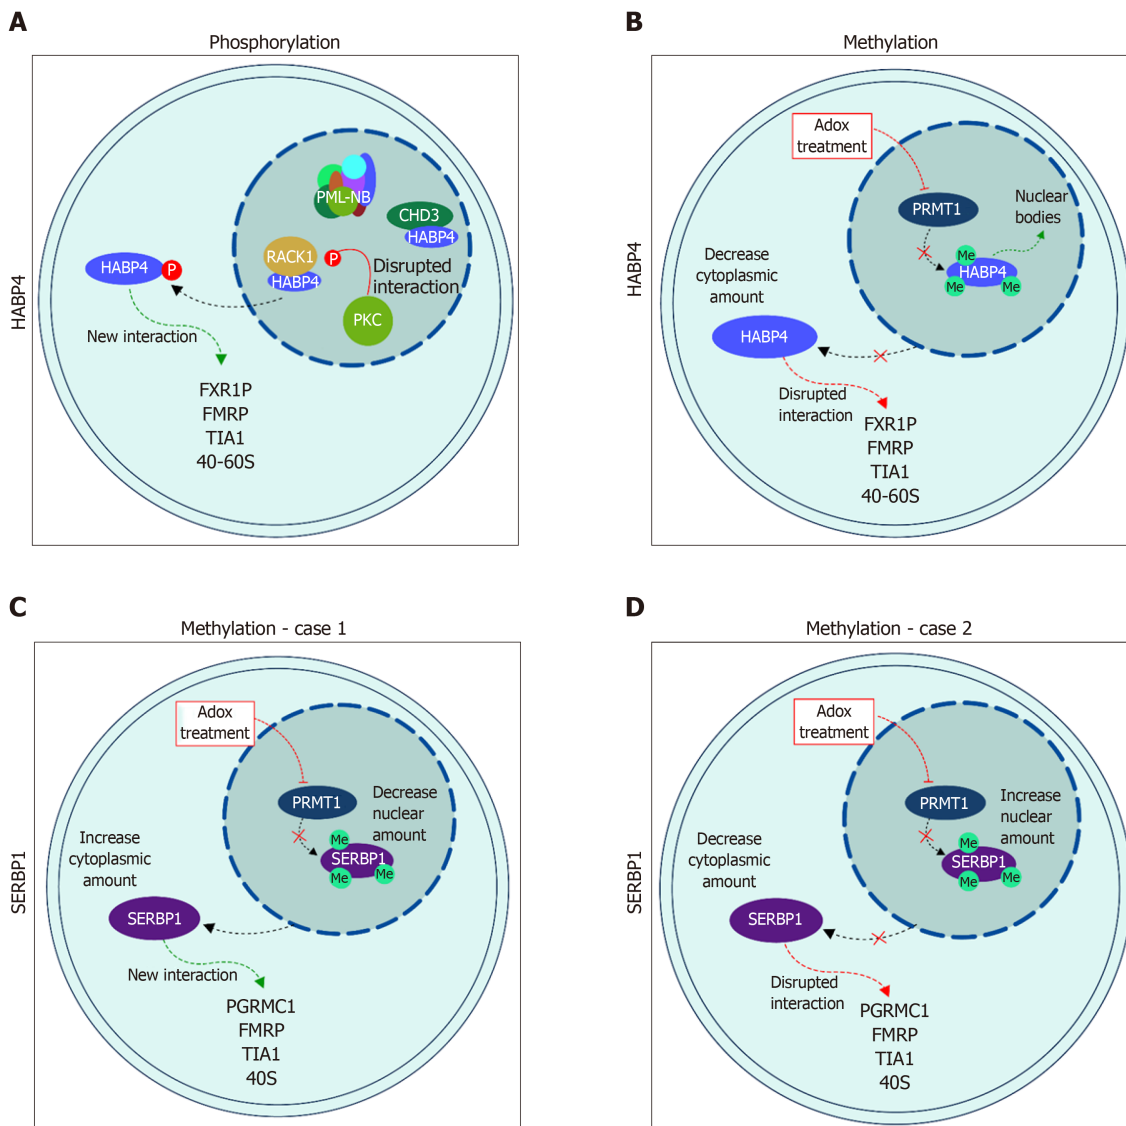 A
Phosphorylation
HABP4
PML-NB
CHD3
HABP4
RACK1
P
HABP4
Disrupted
interaction
PKC
HABP4
P
New interaction
FXR1P
FMRP
TIA1
40-60S
B
Methylation
HABP4
Adox
treatment
PRMT1
Nuclear
bodies
Me
HABP4
Me
Me
Decrease
cytoplasmic
amount
HABP4
Disrupted
interaction
FXR1P
FMRP
TIA1
40-60S
C
Methylation - case 1
SERBP1
Adox
treatment
PRMT1
Decrease
nuclear
amount
Me
SERBP1
Me
Me
Increase
cytoplasmic
amount
SERBP1
New interaction
PGRMC1
FMRP
TIA1
40S
D
Methylation - case 2
SERBP1
Adox
treatment
PRMT1
Increase
nuclear
amount
Me
SERBP1
Me
Me
Decrease
cytoplasmic
amount
SERBP1
Disrupted
interaction
PGRMC1
FMRP
TIA1
40S